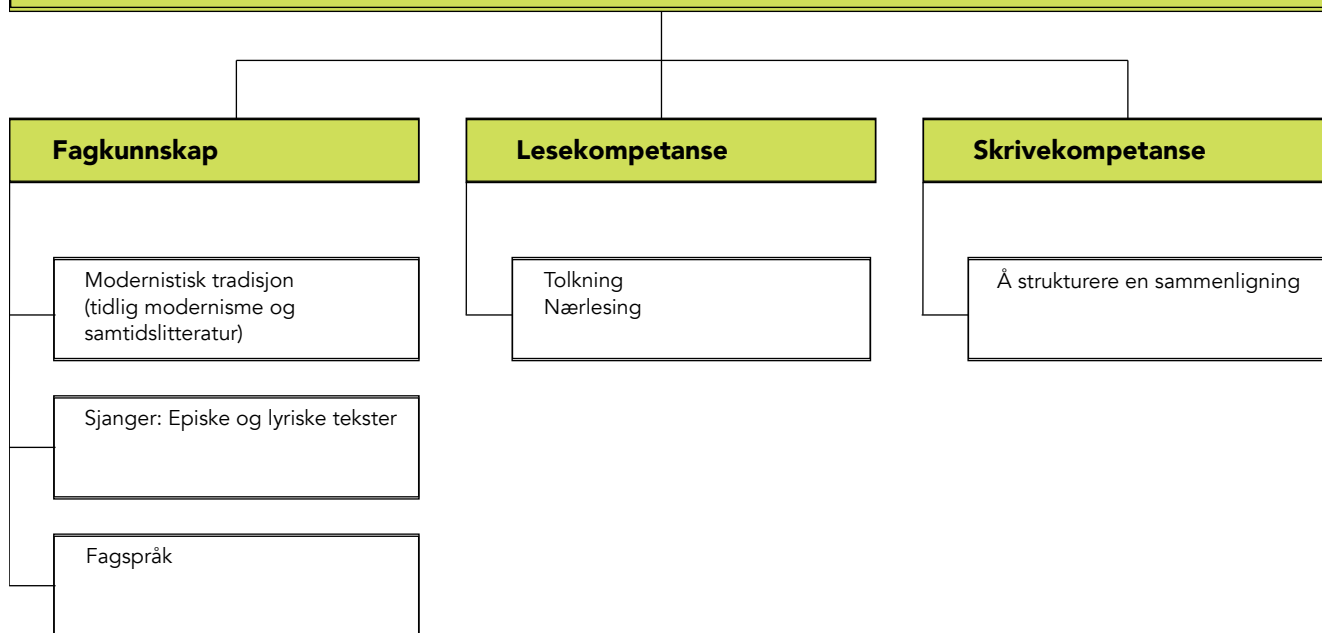 Fagkunnskap
Modernistisk tradisjon
(tidlig modernisme og
samtidslitteratur)
Sjanger: Episke og lyriske tekster
Fagspråk
Lesekompetanse
Tolkning
Nærlesing
Skrivekompetanse
Å strukturere en sammenligning